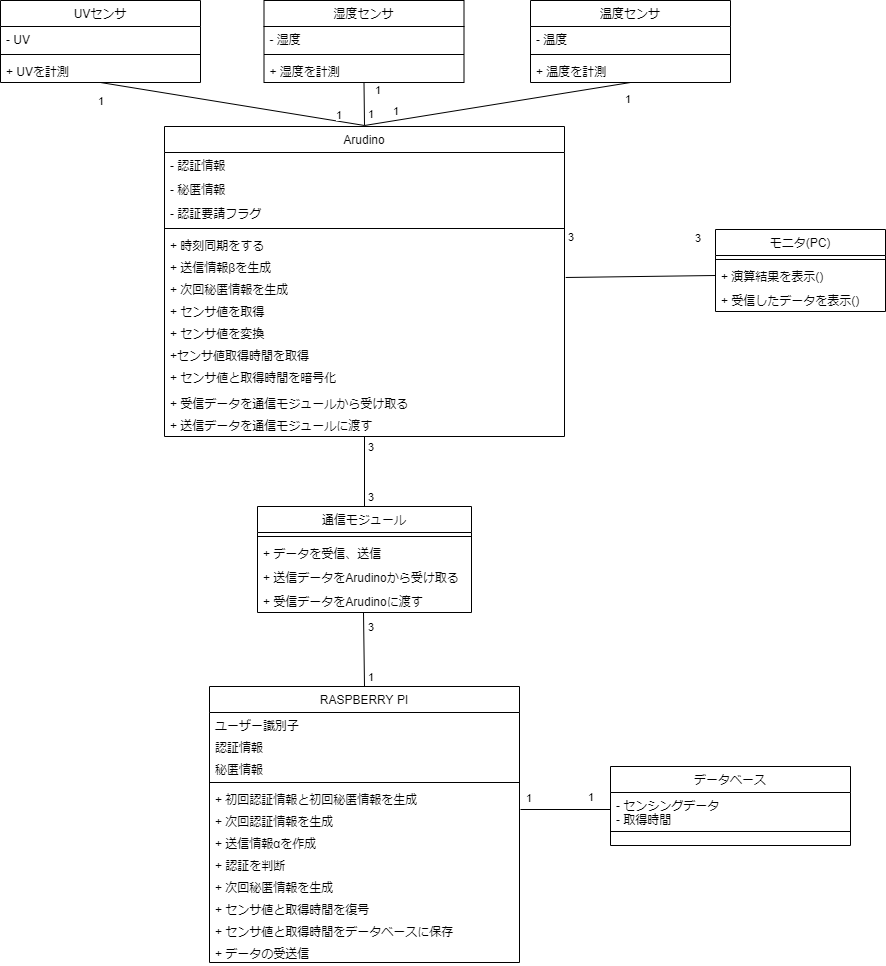 UVセンサ
- UV
+ UVを計測
湿度センサ
- 湿度
+ 湿度を計測
温度センサ
- 温度
+ 温度を計測
1
1
1
1
1
1
Arudino
- 認証情報
- 秘匿情報
- 認証要請フラグ
+ 時刻同期をする
+ 送信情報βを生成
+ 次回秘匿情報を生成
+ センサ値を取得
+ センサ値を変換
+センサ値取得時間を取得
+ センサ値と取得時間を暗号化
+ 受信データを通信モジュールから受け取る
+ 送信データを通信モジュールに渡す
3
3
モニタ(PC)
+ 演算結果を表示()
+ 受信したデータを表示()
3
3
通信モジュール
+ データを受信、送信
+ 送信データをArudinoから受け取る
+ 受信データをArudinoに渡す
3
1
RASPBERRY PI
ユーザー識別子
認証情報
秘匿情報
+ 初回認証情報と初回秘匿情報を生成
+ 次回認証情報を生成
+ 送信情報αを作成
+ 認証を判断
+ 次回秘匿情報を生成
+ センサ値と取得時間を復号
+ センサ値と取得時間をデータベースに保存
+ データの受送信
1
1
データベース
- センシングデータ
- 取得時間